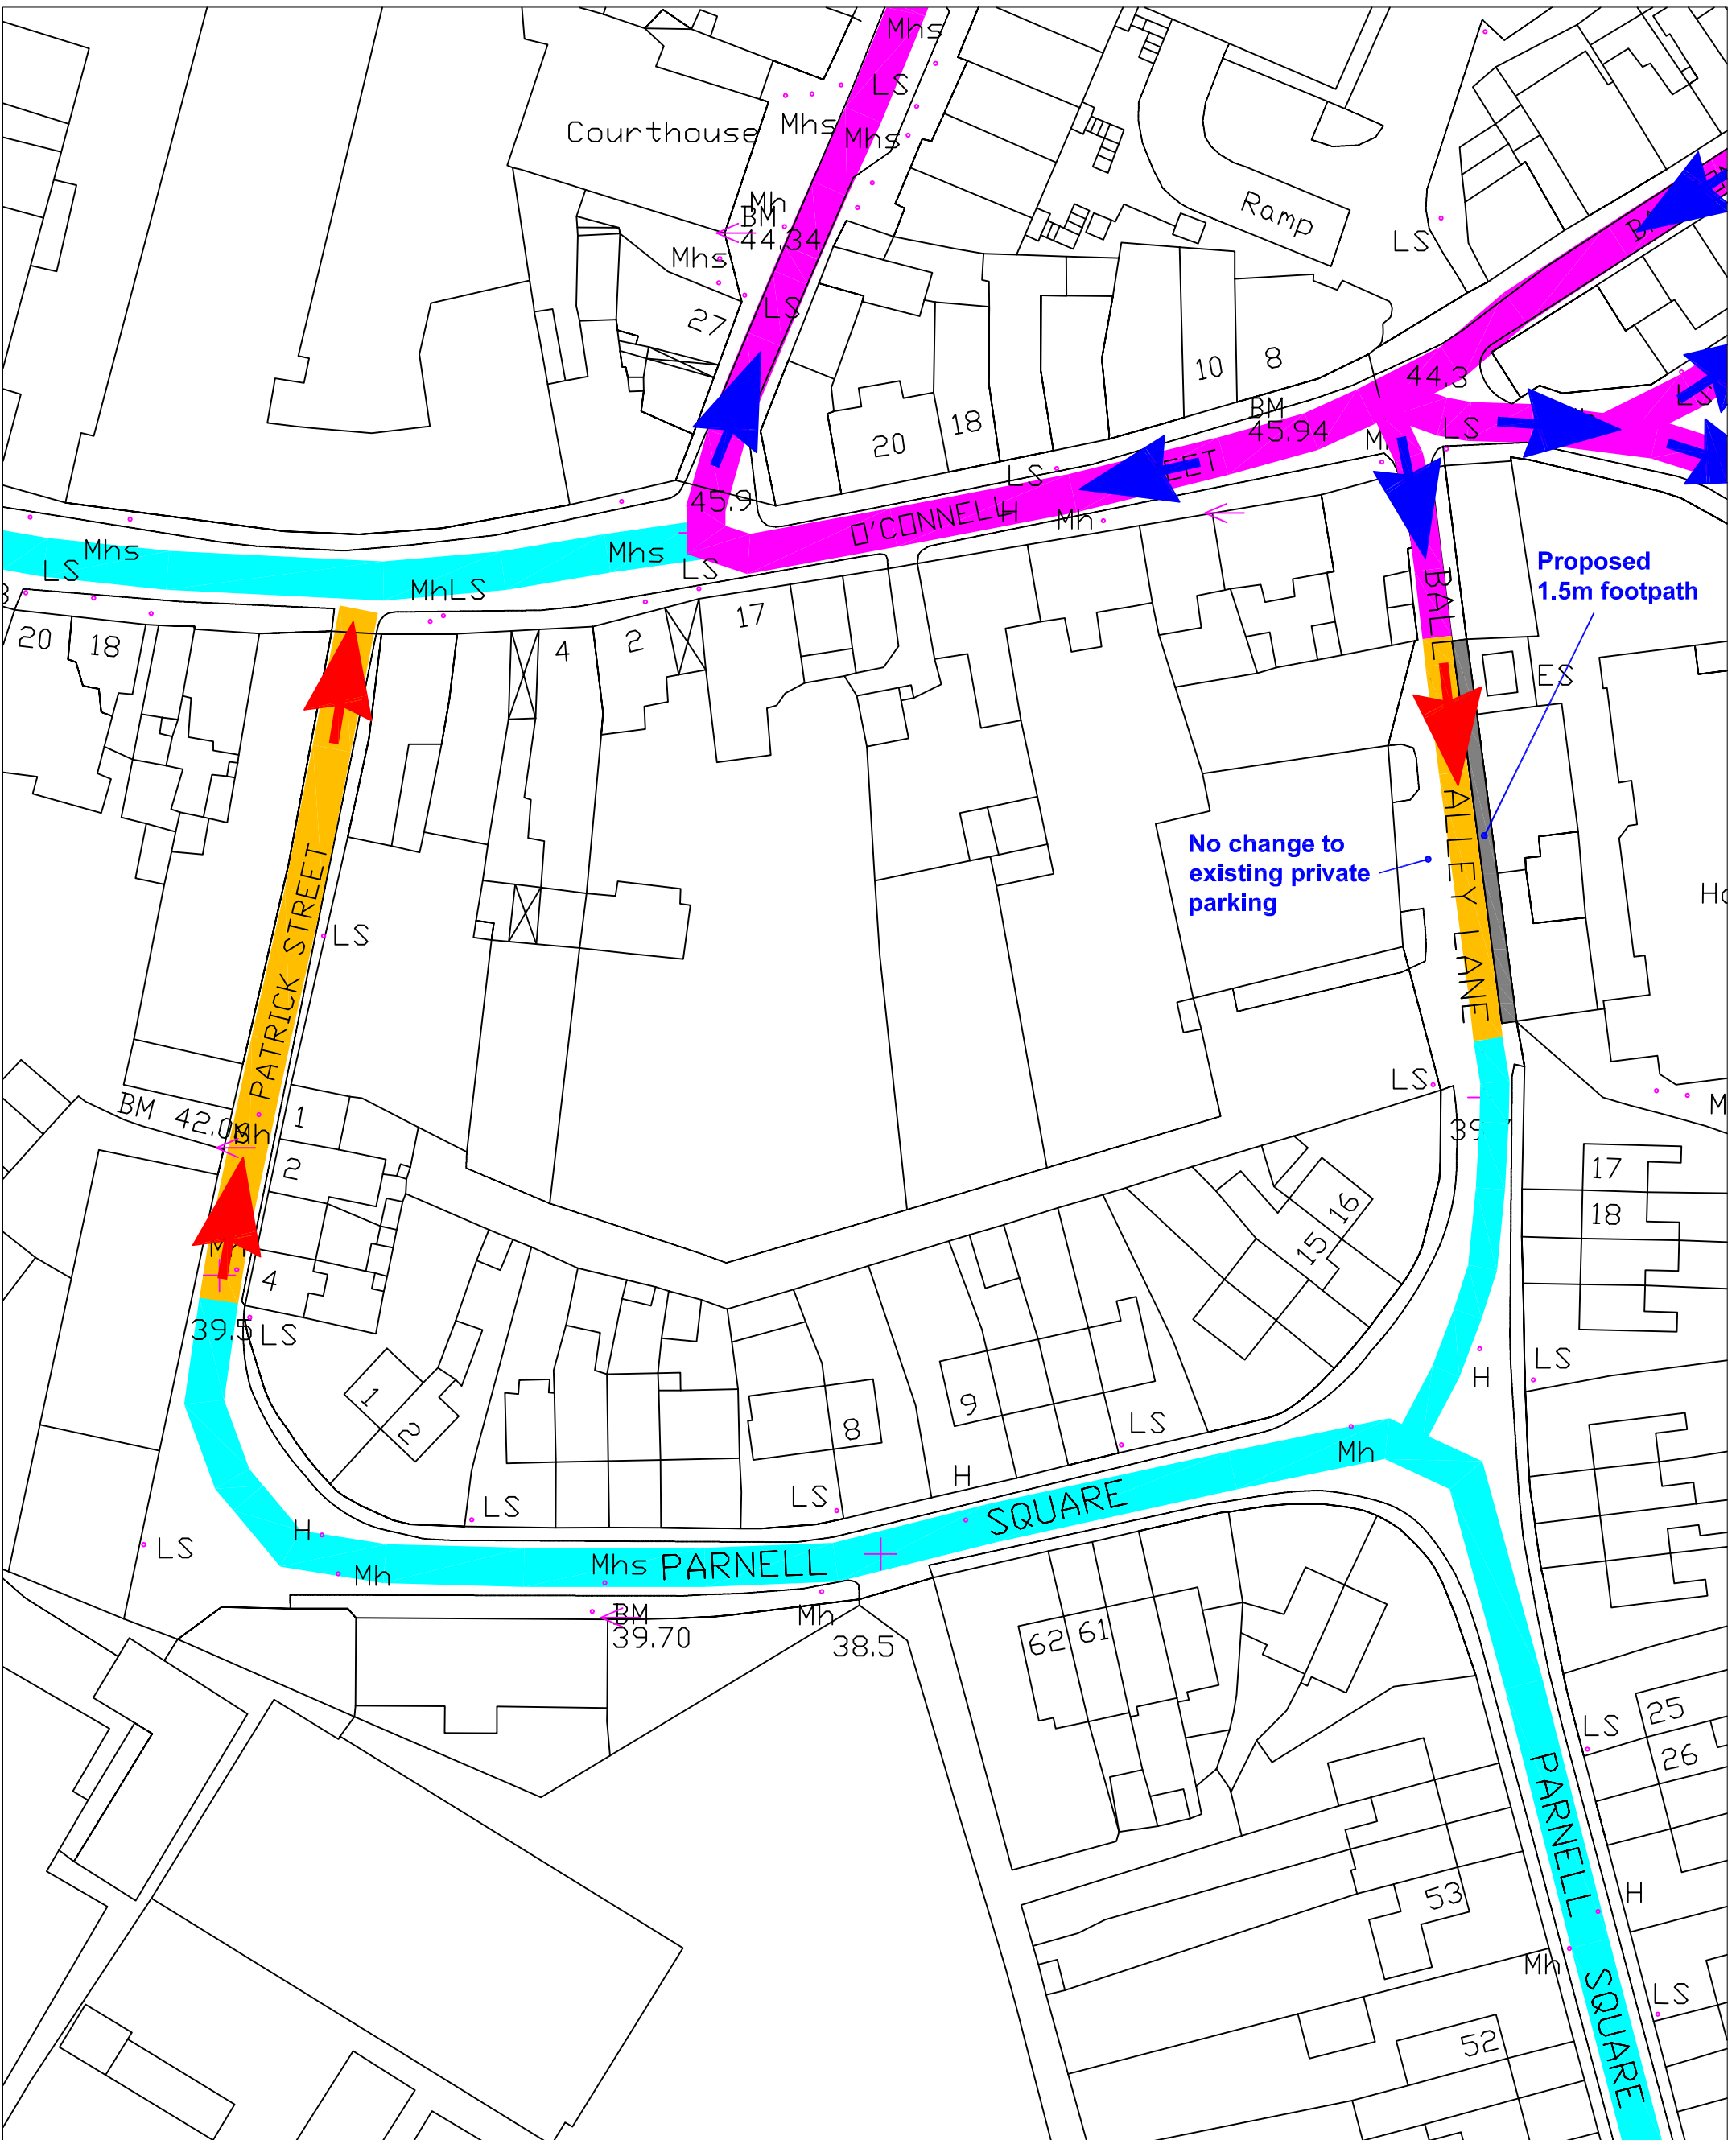 Mhs
LS
Courthouse
Mhs
Mhs
Mh
BM
44.34
Ramp
LS
Mhs
LS
27
10
8
44.3
LS
BM
45.94
LS
20
18
LS
45.9
O'CONNELL
EET
H
Mh
Mhs
Mhs
LS
LS
MhLS
Proposed
1.5m footpath
20
18
4
2
17
ES
BALL ALLEY LANE
No change to
existing private
parking
PATRICK STREET
LS
BM 42.09
Mh
LS
1
2
17
18
16
15
4
39.5
LS
LS
H
1
2
8
9
LS
Mh
H
SQUARE
LS
LS
H
LS
Mh
Mhs
PARNELL
BM
39.70
Mh
38.5
62
61
25
LS
26
PARNELL
53
H
Mh
LS
SQUARE
52